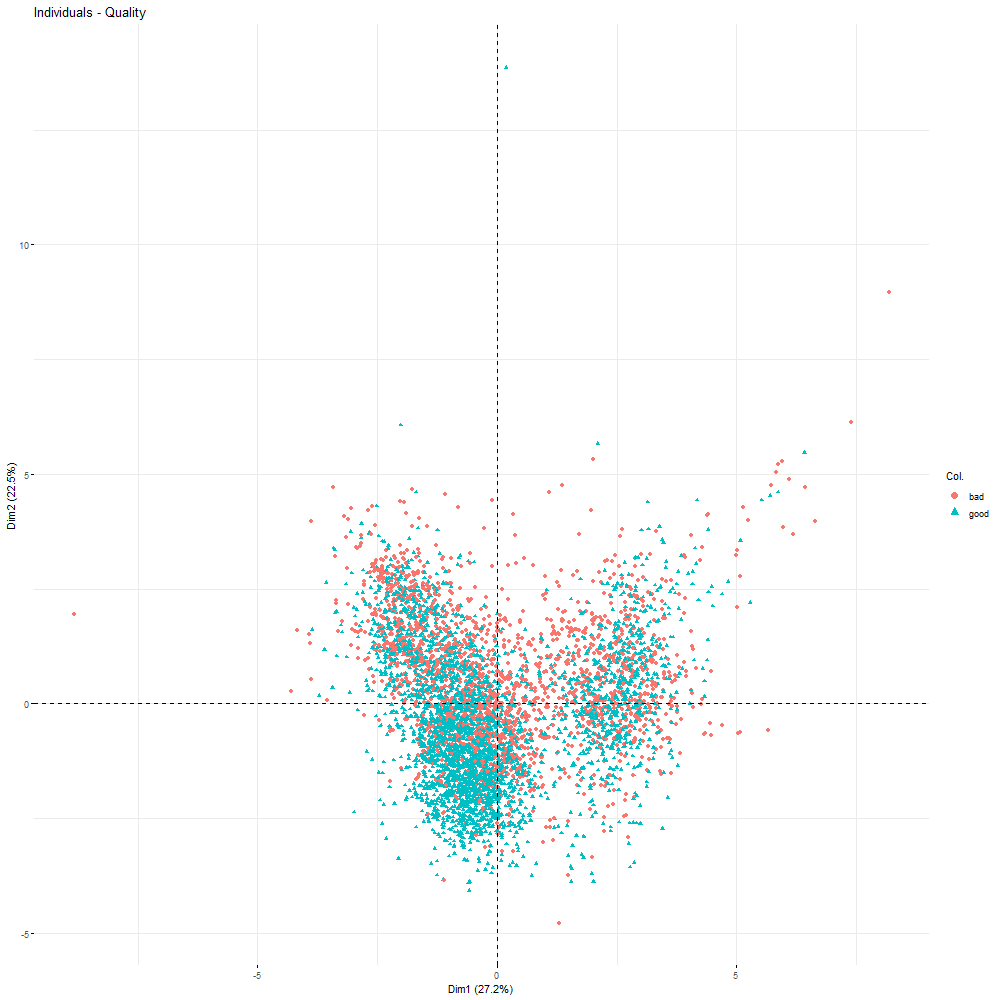 Individuals - Quality
10
5
0
-5
Dim2 (22.5%)
-5
0
5
Dim1 (27.2%)
Col.
bad
good